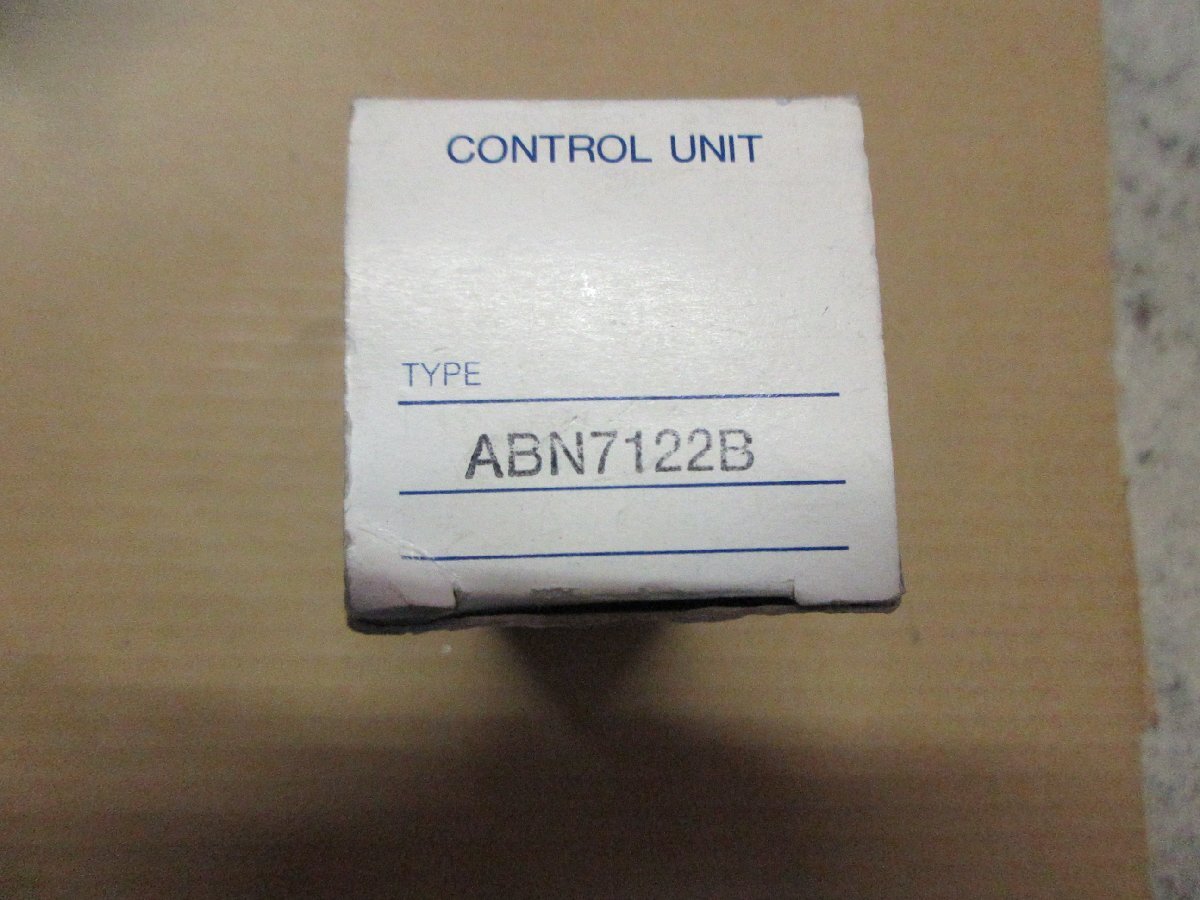 CONTROL UNIT
TYPE
ABN7122B